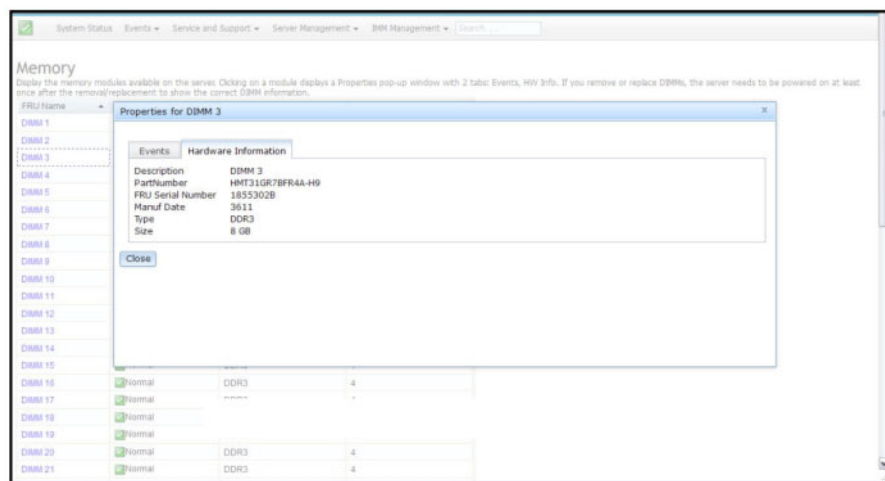 System Status Events Service and Support Server Management IMM Management Search...
Memory
Display the memory modules available on the server. Clicking on a module displays a Properties pop-up window with 2 tabs: Events, HW Info. If you remove or replace DIMMs, the server needs to be powered on at least
once after the removal/replacement to show the correct DIMM information.
FRU Name
Properties for DIMM 3 x
DIMM 1
DIMM 2
Events Hardware Information
DIMM 3
DIMM 4
Description DIMM 3
PartNumber HMT31GR7BFR4A-H9
DIMM 5
FRU Serial Number 1855302B
Manuf Date 3611
DIMM 6
Type DDR3
DIMM 7
Size 8 GB
DIMM 8
DIMM 9
Close
DIMM 10
DIMM 11
DIMM 12
DIMM 13
DIMM 14
DIMM 15
DIMM 16 Normal DDR3 4
DIMM 17 Normal
DIMM 18 Normal
DIMM 19 Normal
DIMM 20 Normal DDR3 4
DIMM 21 Normal DDR3 4